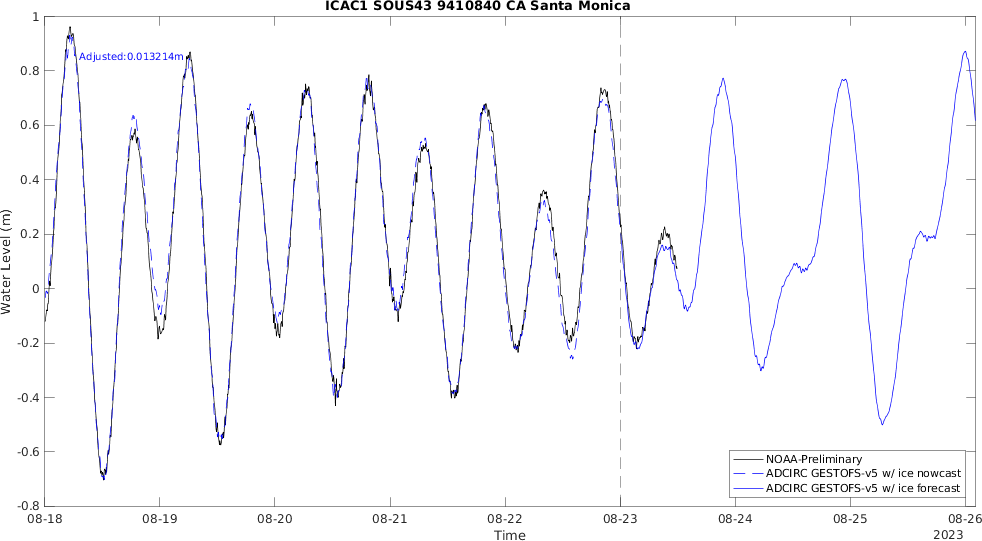 ICAC1 SOUS43 9410840 CA Santa Monica
Adjusted:0.013214m
Water Level (m)
1
0.8
0.6
0.4
0.2
0
-0.2
-0.4
-0.6
-0.8
NOAA-Preliminary
ADCIRC GESTOFS-v5 w/ ice nowcast
ADCIRC GESTOFS-v5 w/ ice forecast
08-18 08-19 08-20 08-21 08-22 08-23 08-24 08-25 08-26
Time
2023